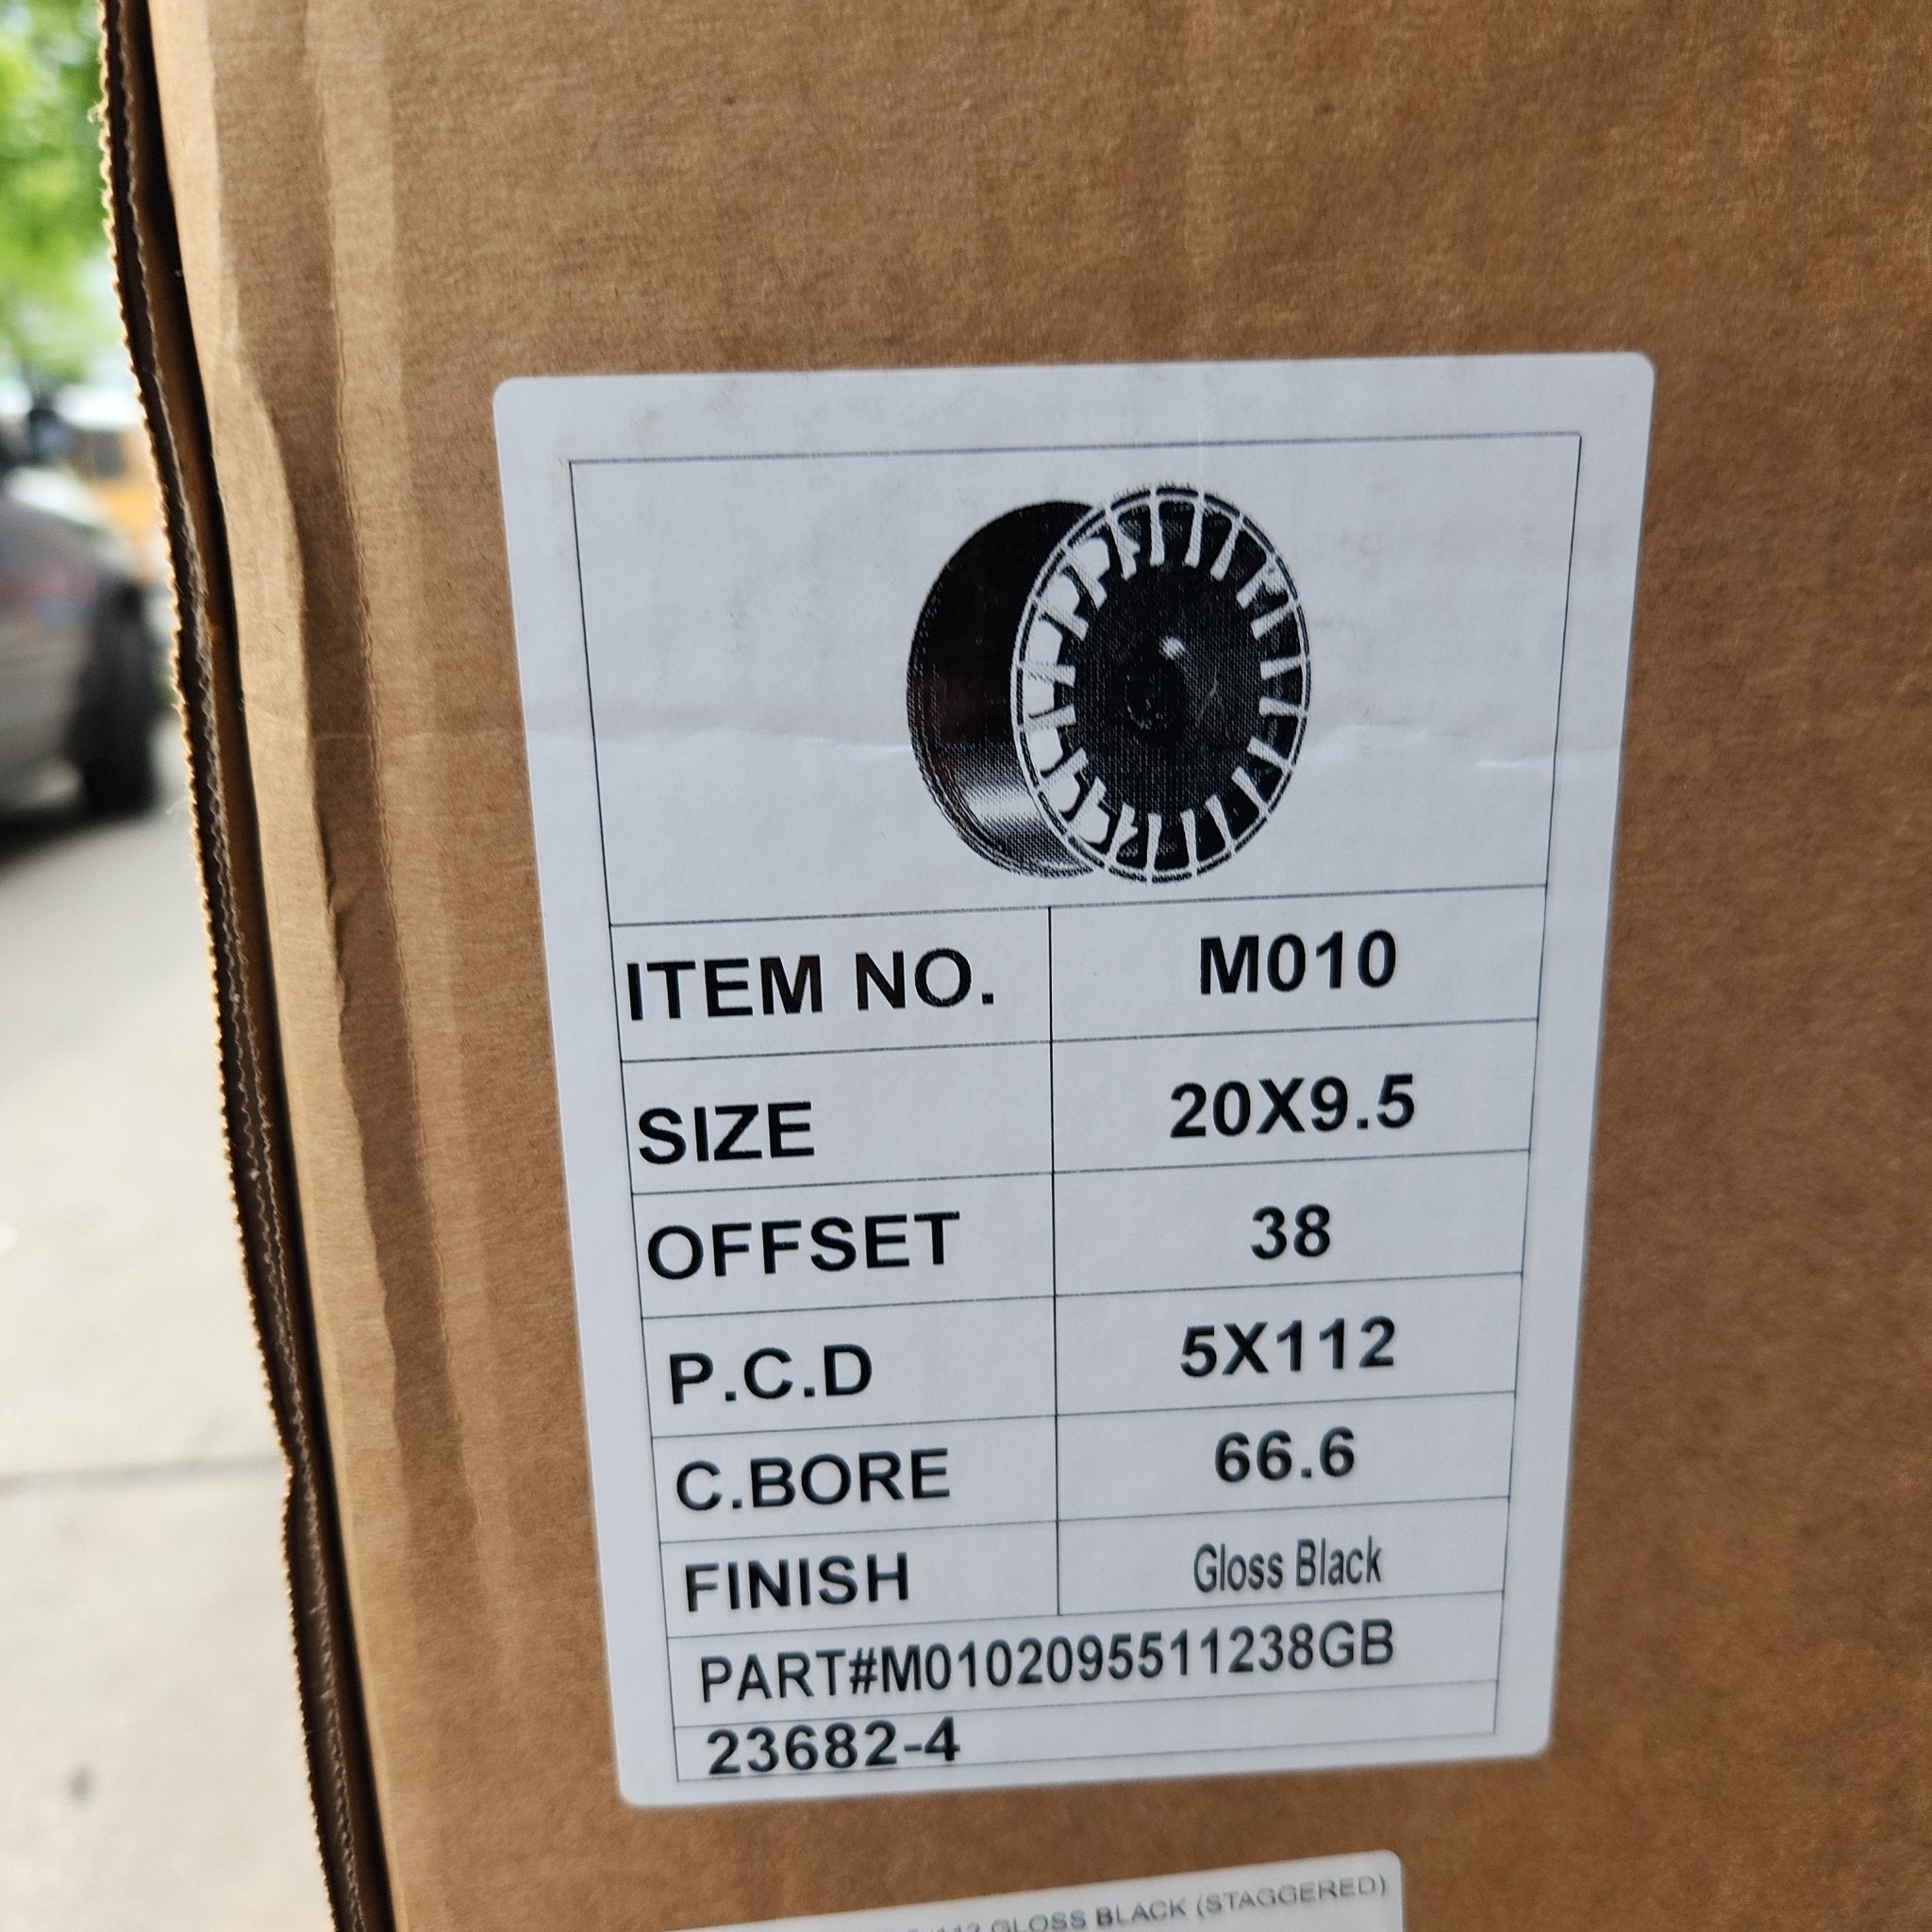 ITEM NO. M010
SIZE 20X9.5
OFFSET 38
P.C.D 5X112
C.BORE 66.6
FINISH Gloss Black
PART#M0102095511238GB
23682-4
GLOSS BLACK (STAGGERED)